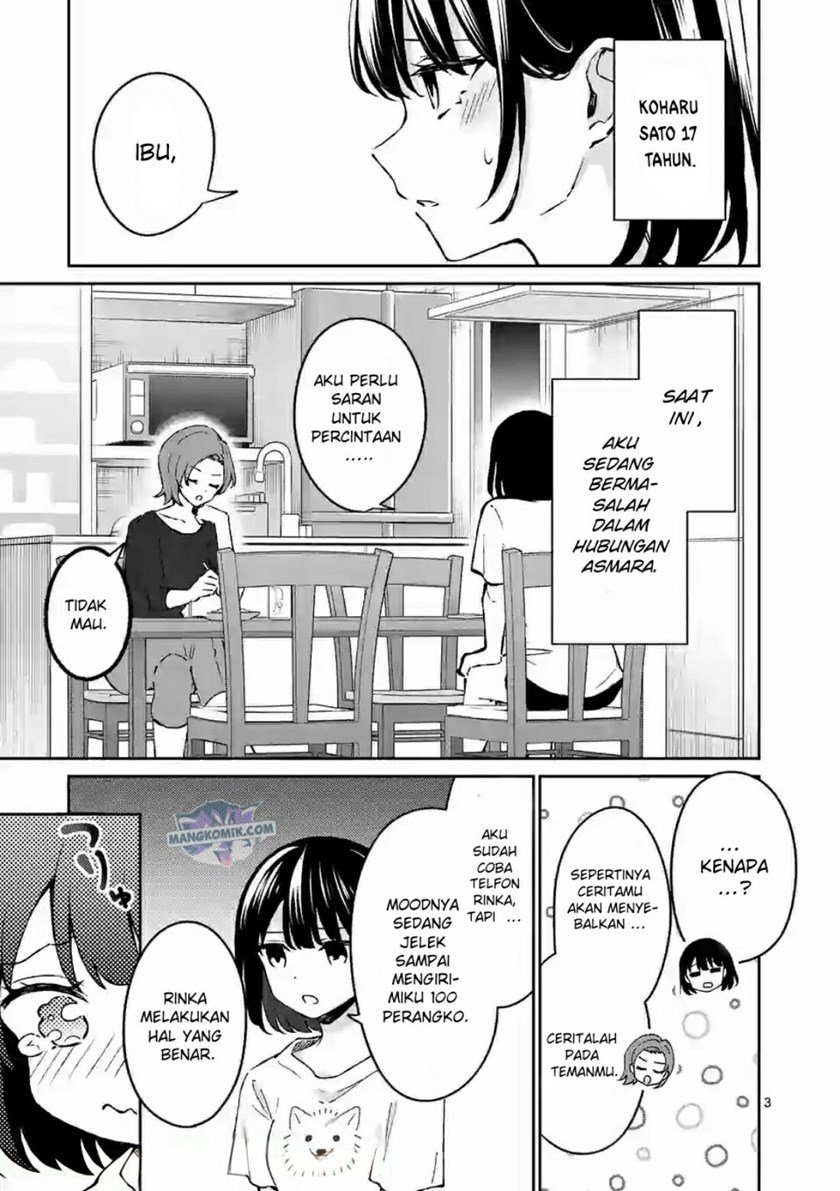 KOHARU
SATO 17
TAHUN.
IBU,
SAAT
INI,
AKU
SEDANG
BERMA-
SALAH
DALAM
HUBUNGAN
ASMARA.
AKU PERLU
SARAN
UNTUK
PERCINTAAN
.....
TIDAK
MAU.
...
KENAPA
...?
SEPERTINYA
CERITAMU
AKAN MENYE-
BALKAN ...
CERITALAH
PADA
TEMANMU.
AKU
SUDAH
COBA
TELFON
RINKA,
TAPI ...
MOODNYA
SEDANG
JELEK
SAMPAI
MENGIRI-
MIKU 100
PERANGKO.
RINKA
MELAKUKAN
HAL YANG
BENAR.
MANGKOMIK.COM
3